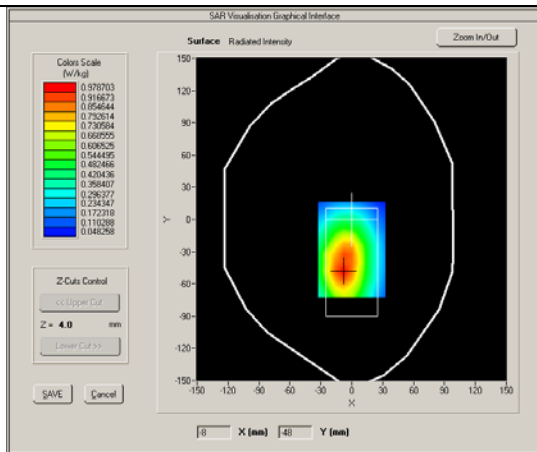 SAR Visualisation Graphical Interface
Surface Radiated Intensity
Zoom In/Out
Colors Scale
(W/kg)
0.978703
0.916673
0.854644
0.792614
0.730584
0.668555
0.606525
0.544495
0.482466
0.420436
0.358407
0.296377
0.234347
0.172318
0.110288
0.048258
Z-Cuts Control
<< Upper Cut
Z = 4.0 mm
Lower Cut >>
SAVE Cancel
150
120
90
60
30
0
-30
-60
-90
-120
-150
Y
-150 -120 -90 -60 -30 0 30 60 90 120 150
X
-8 X (mm) -48 Y (mm)